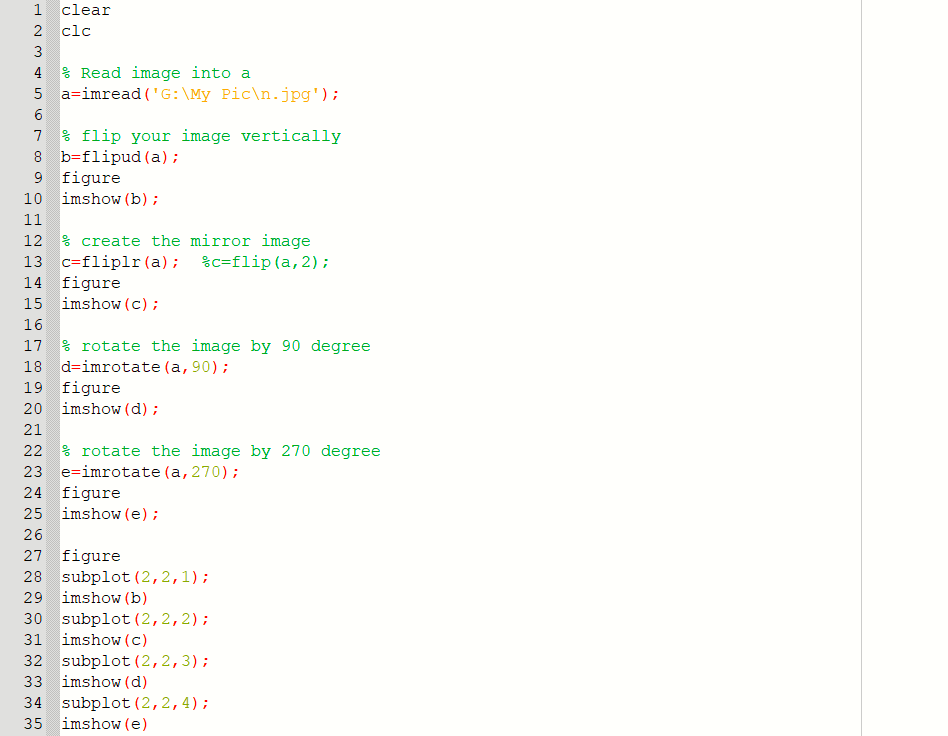 1 clear
2 clc
3
4 % Read image into a
5 a=imread('G:\My Pic\n.jpg');
6
7 % flip your image vertically
8 b=flipud(a);
9 figure
10 imshow(b);
11
12 % create the mirror image
13 c=fliplr(a);  %c=flip(a,2);
14 figure
15 imshow(c);
16
17 % rotate the image by 90 degree
18 d=imrotate(a,90);
19 figure
20 imshow(d);
21
22 % rotate the image by 270 degree
23 e=imrotate(a,270);
24 figure
25 imshow(e);
26
27 figure
28 subplot(2,2,1);
29 imshow(b)
30 subplot(2,2,2);
31 imshow(c)
32 subplot(2,2,3);
33 imshow(d)
34 subplot(2,2,4);
35 imshow(e)